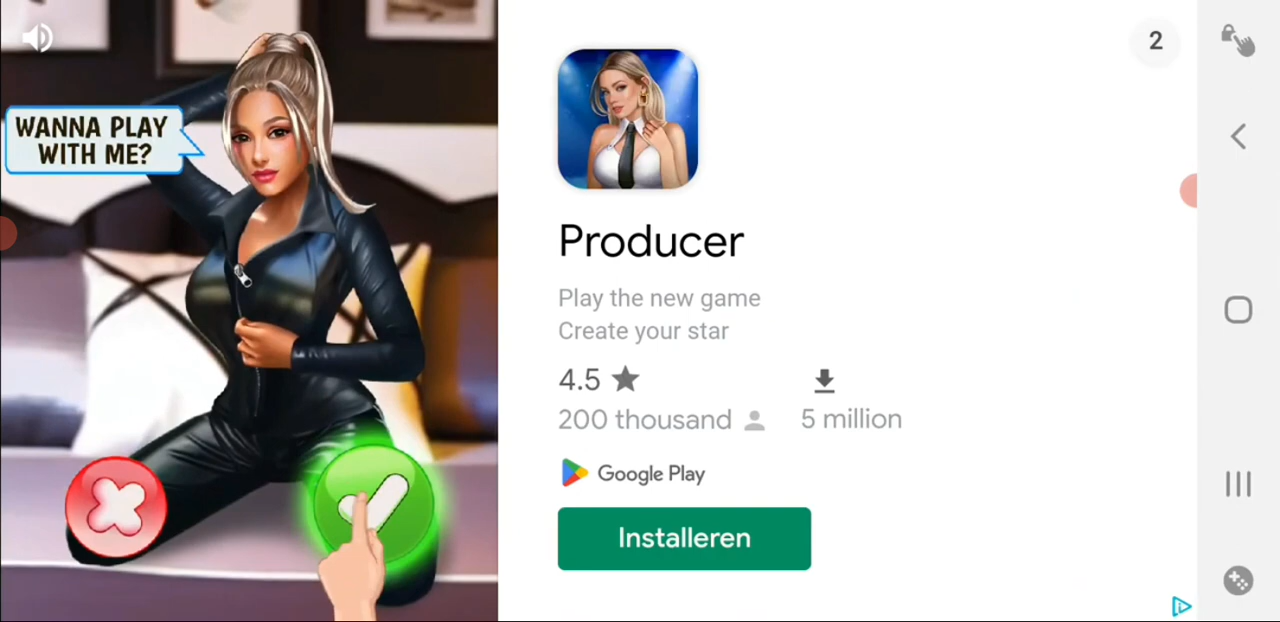 WANNA PLAY
WITH ME?
2
Producer
Play the new game
Create your star
4.5
200 thousand
5 million
Google Play
Installeren